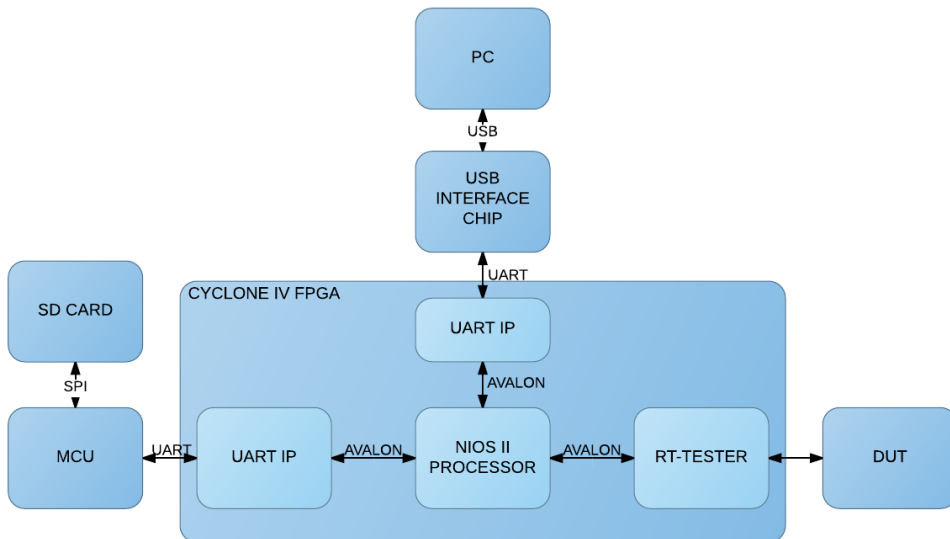 PC
USB
USB
INTERFACE
CHIP
UART
CYCLONE IV FPGA
SD CARD
UART IP
SPI
AVALON
MCU
UART
UART IP
AVALON
NIOS II
PROCESSOR
AVALON
RT-TESTER
DUT